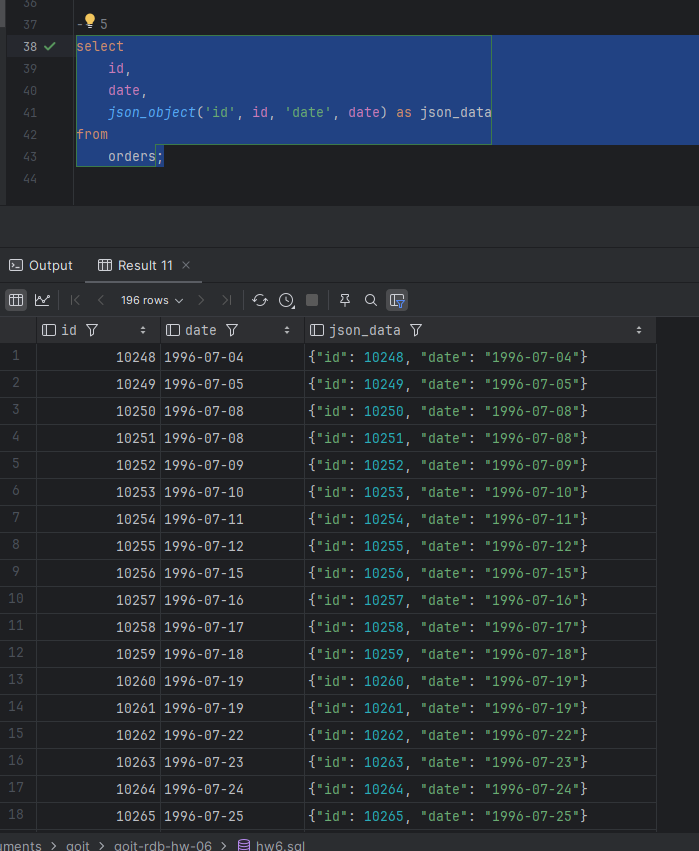 36
37 -- 5
38 select
39 id,
40 date,
41 json_object('id', id, 'date', date) as json_data
42 from
43 orders;
44
Output Result 11
196 rows
id date json_data
1 10248 1996-07-04 {"id": 10248, "date": "1996-07-04"}
2 10249 1996-07-05 {"id": 10249, "date": "1996-07-05"}
3 10250 1996-07-08 {"id": 10250, "date": "1996-07-08"}
4 10251 1996-07-08 {"id": 10251, "date": "1996-07-08"}
5 10252 1996-07-09 {"id": 10252, "date": "1996-07-09"}
6 10253 1996-07-10 {"id": 10253, "date": "1996-07-10"}
7 10254 1996-07-11 {"id": 10254, "date": "1996-07-11"}
8 10255 1996-07-12 {"id": 10255, "date": "1996-07-12"}
9 10256 1996-07-15 {"id": 10256, "date": "1996-07-15"}
10 10257 1996-07-16 {"id": 10257, "date": "1996-07-16"}
11 10258 1996-07-17 {"id": 10258, "date": "1996-07-17"}
12 10259 1996-07-18 {"id": 10259, "date": "1996-07-18"}
13 10260 1996-07-19 {"id": 10260, "date": "1996-07-19"}
14 10261 1996-07-19 {"id": 10261, "date": "1996-07-19"}
15 10262 1996-07-22 {"id": 10262, "date": "1996-07-22"}
16 10263 1996-07-23 {"id": 10263, "date": "1996-07-23"}
17 10264 1996-07-24 {"id": 10264, "date": "1996-07-24"}
18 10265 1996-07-25 {"id": 10265, "date": "1996-07-25"}
uments > goit > goit-rdb-hw-06 > hw6.sql